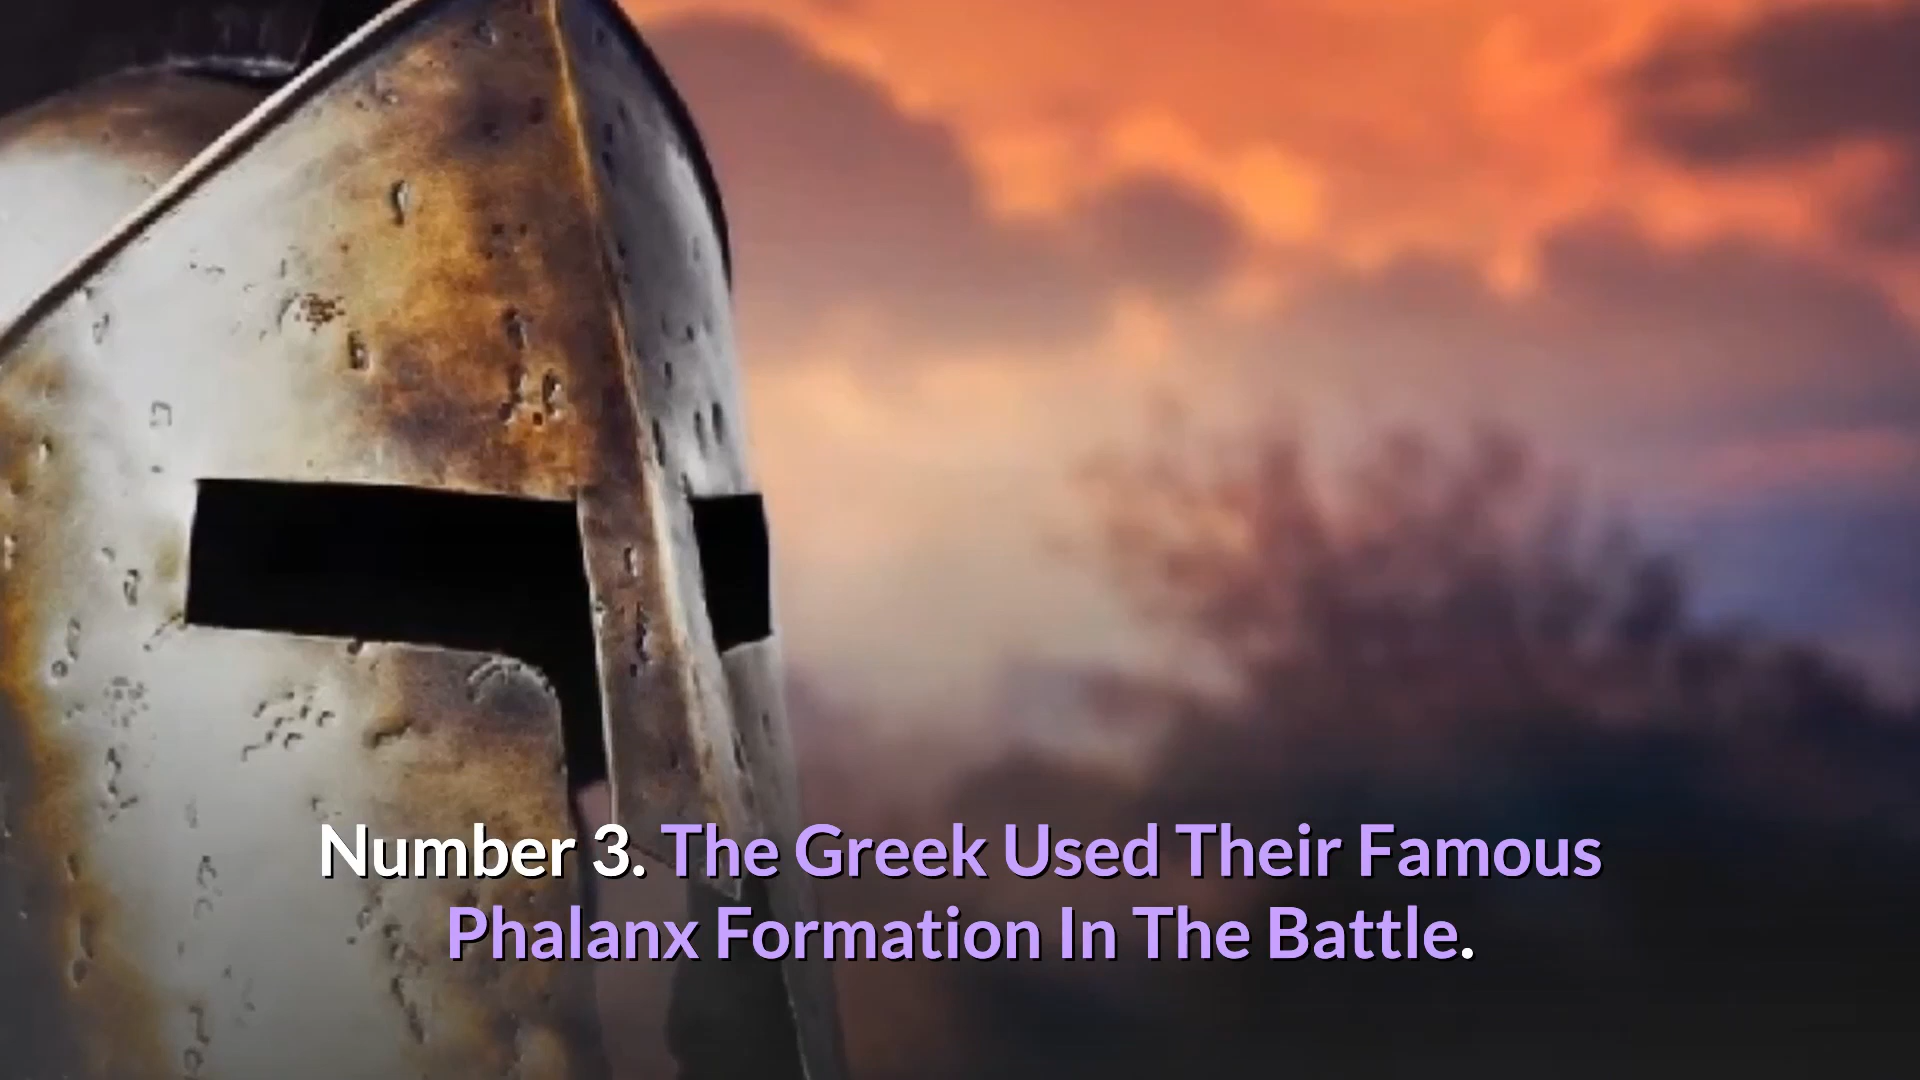 Number 3. The Greek Used Their Famous
Phalanx Formation In The Battle.